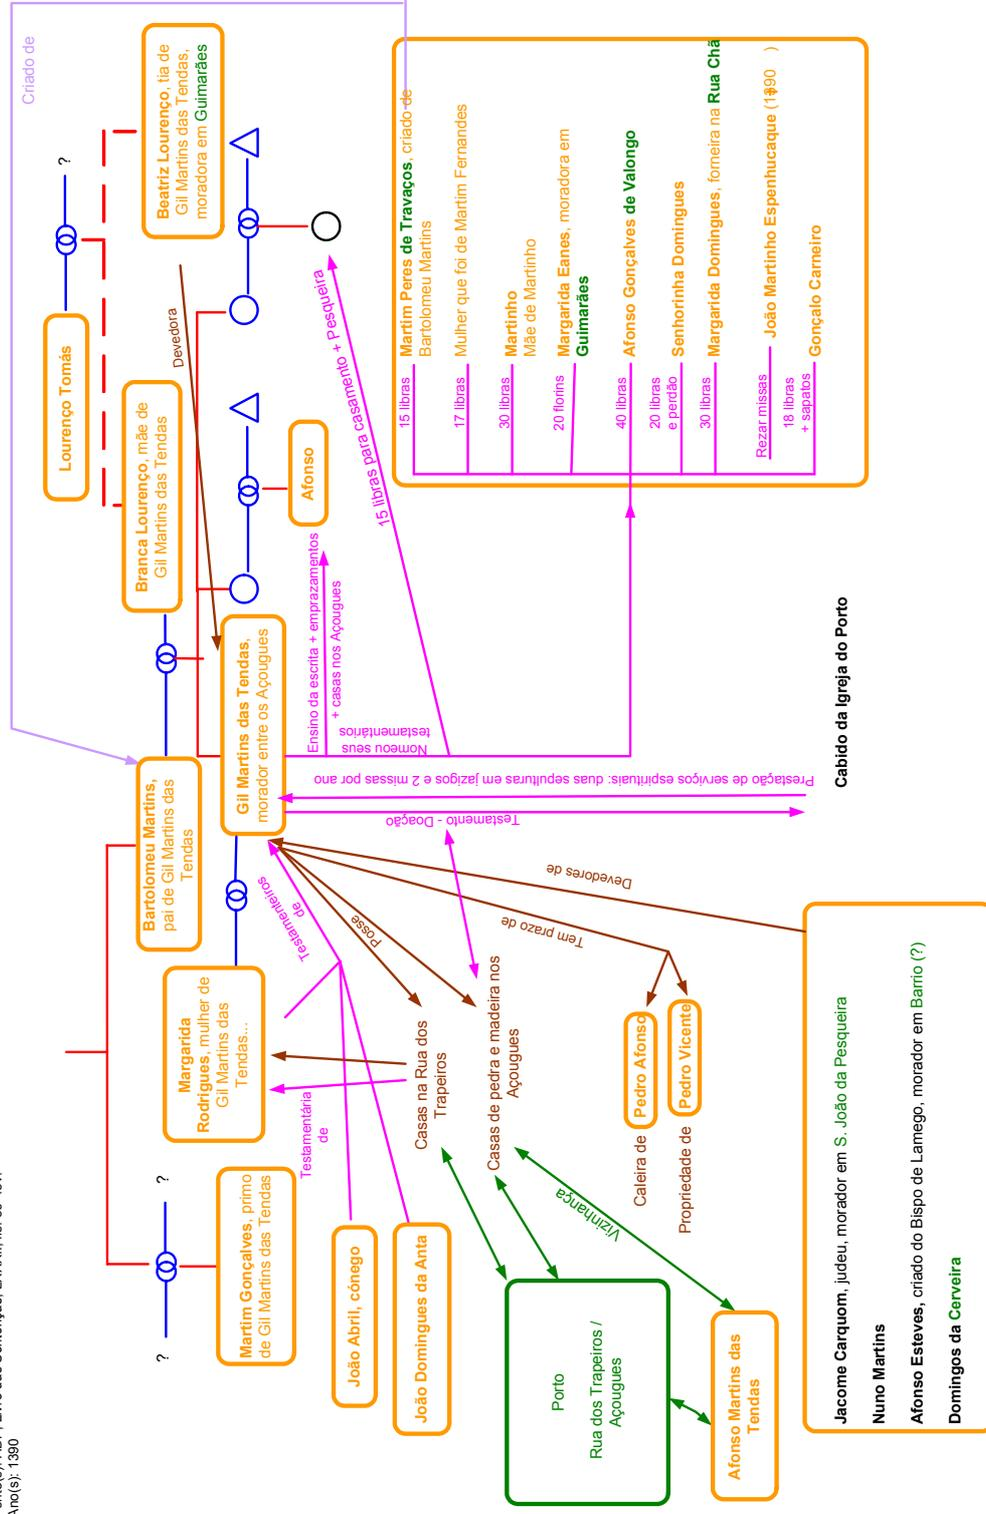 Ano(s): 1390
Criado de
?
Lourenço Tomás
Beatriz Lourenço, tia de
Gil Martins das Tendas,
moradora em Guimarães
Branca Lourenço, mãe de
Gil Martins das Tendas
Devedora
Bartolomeu Martins,
pai de Gil Martins das
Tendas
Gil Martins das Tendas,
morador entre os Açougues
Margarida
Rodrigues, mulher de
Gil Martins das
Tendas...
?
?
Martim Gonçalves, primo
de Gil Martins das Tendas
João Abril, cónego
João Domingues da Anta
Testamentária
de
Testamenteiros
de
Afonso
Ensino da escrita + emprazamentos
+ casas nos Açougues
Nomeou seus
testamentários
15 libras para casamento + Pesqueira
15 libras
Martim Peres de Travaços, criado de
Bartolomeu Martins
17 libras
Mulher que foi de Martim Fernandes
30 libras
Martinho
Mãe de Martinho
20 florins
Margarida Eanes, moradora em
Guimarães
40 libras
Afonso Gonçalves de Valongo
20 libras
e perdão
Senhorinha Domingues
30 libras
Margarida Domingues, forneira na Rua Chã
Rezar missas
João Martinho Espenhucaque
18 libras
+ sapatos
Gonçalo Carneiro
Prestação de serviços espirituais: duas sepulturas em jazigos e 2 missas por ano
Testamento - Doação
Cabido da Igreja do Porto
Posse
Casas na Rua dos
Trapeiros
Casas de pedra e madeira nos
Açougues
Tem prazo de
Devedores de
Caleira de
Pedro Afonso
Propriedade de
Pedro Vicente
Vizinhança
Porto
Rua dos Trapeiros /
Açougues
Afonso Martins das
Tendas
Jacome Carquom, judeu, morador em S. João da Pesqueira
Nuno Martins
Afonso Esteves, criado do Bispo de Lamego, morador em Barrio (?)
Domingos da Cerveira